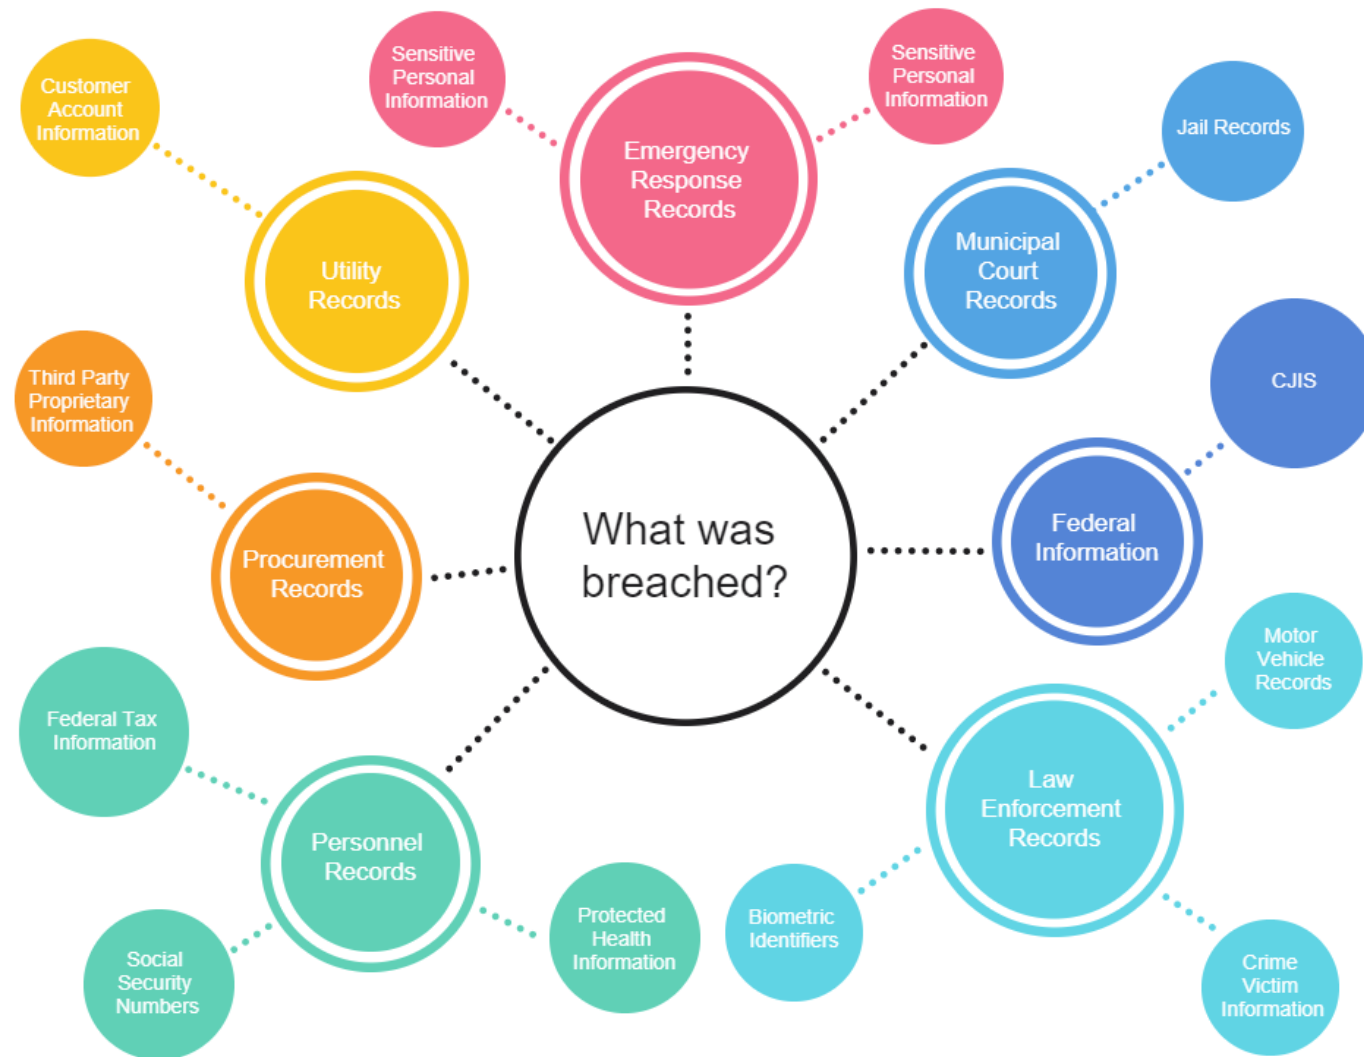 Sensitive
Personal
Information
Sensitive
Personal
Information
Customer
Account
Information
Jail Records
Emergency
Response
Records
Municipal
Court
Records
Utility
Records
Third Party
Proprietary
Information
CJIS
What was
breached?
Federal
Information
Procurement
Records
Motor
Vehicle
Records
Federal Tax
Information
Law
Enforcement
Records
Personnel
Records
Protected
Health
Information
Biometric
Identifiers
Social
Security
Numbers
Crime
Victim
Information